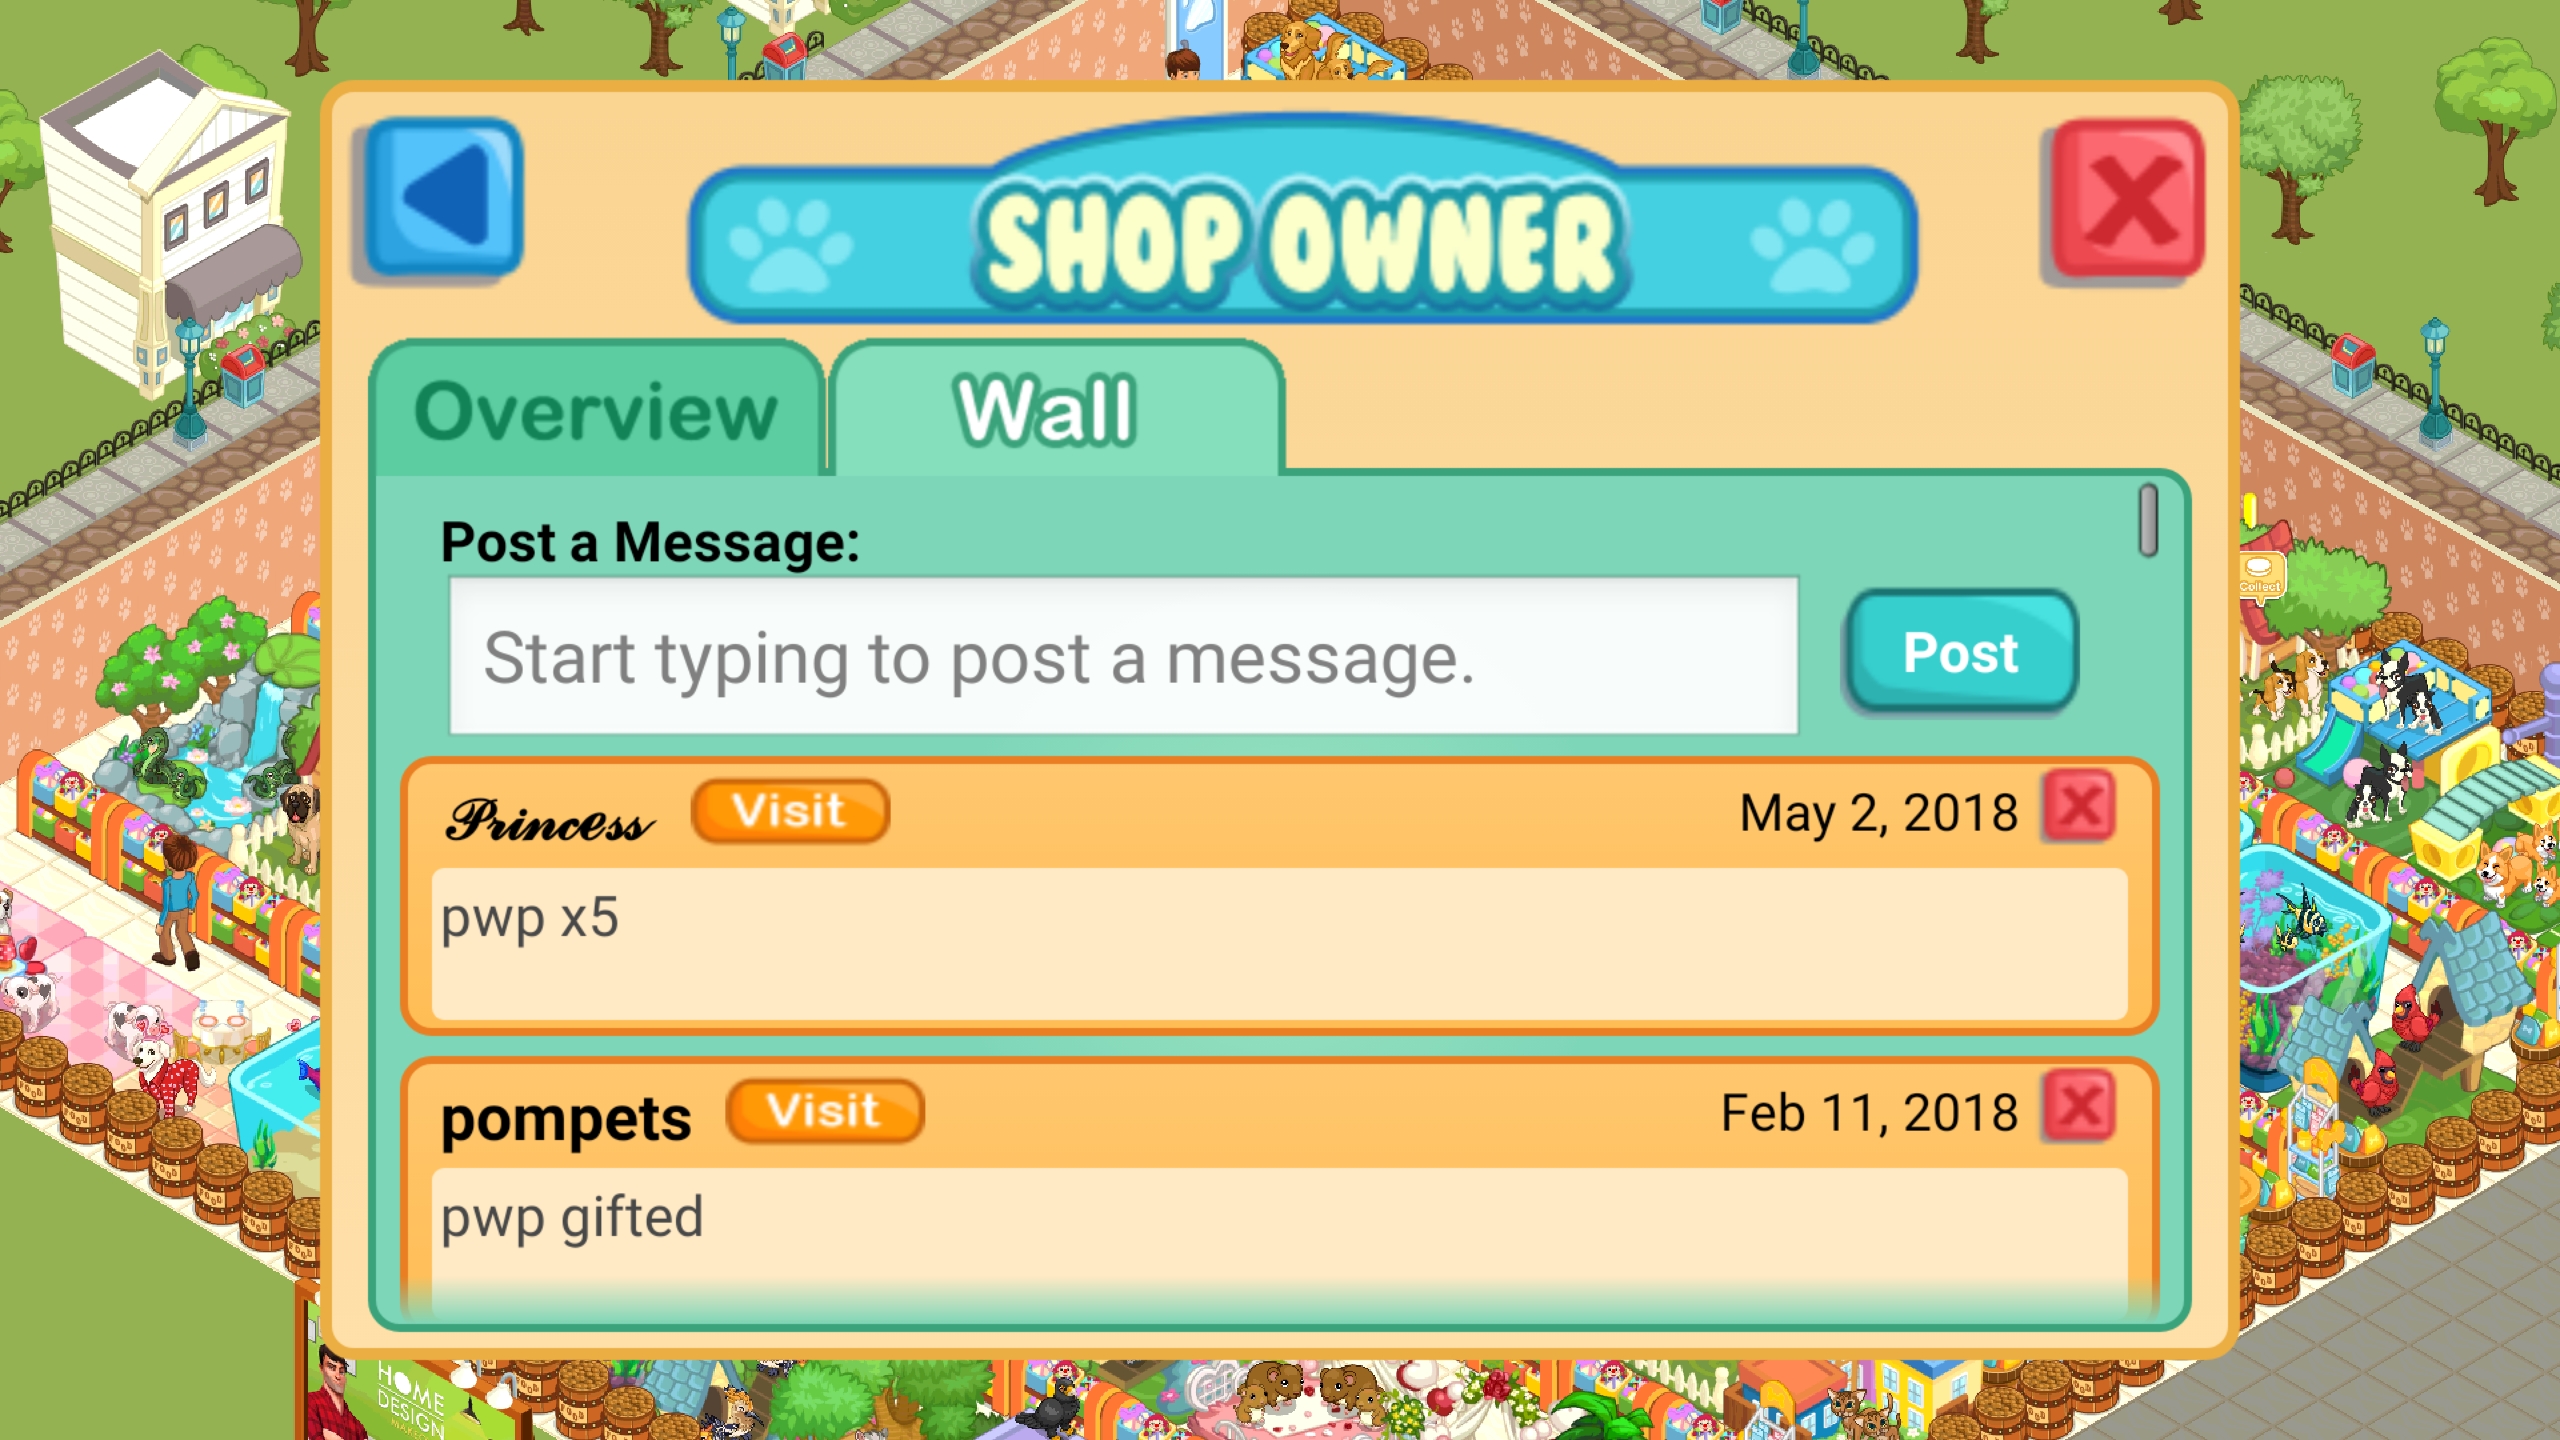 SHOP OWNER
Overview
Wall
Post a Message:
Start typing to post a message.
Post
Princess
Visit
May 2, 2018
pwp x5
pompets
Visit
Feb 11, 2018
pwp gifted
Collect
HOME
DESIGN